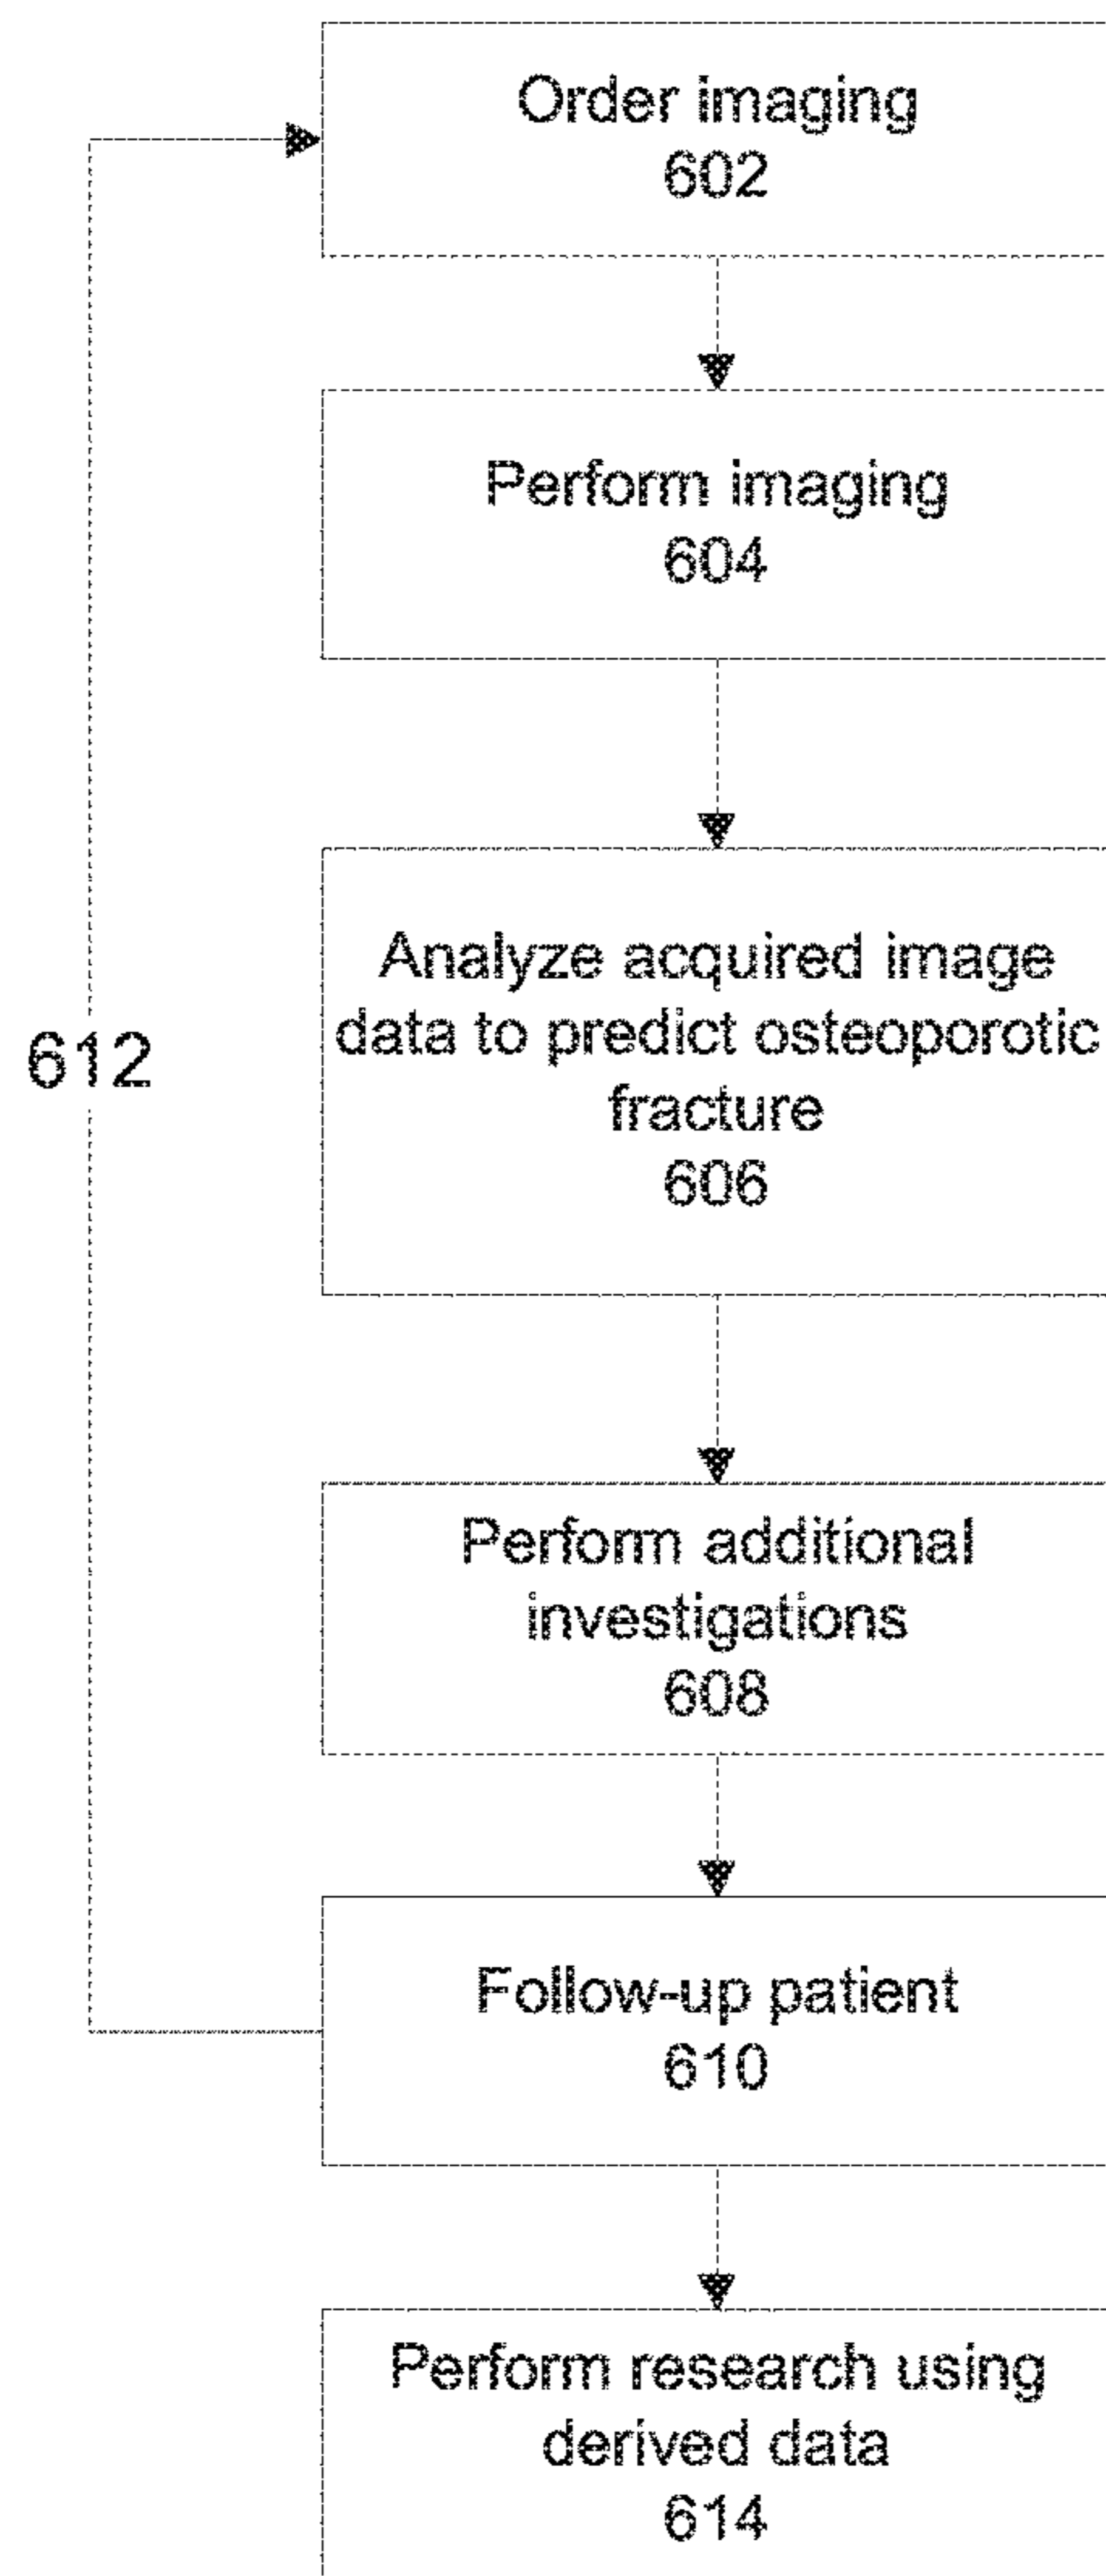 Order imaging
602
Perform imaging
604
Analyze acquired image
data to predict osteoporotic
fracture
606
612
Perform additional
investigations
608
Follow-up patient
610
Perform research using
derived data
614